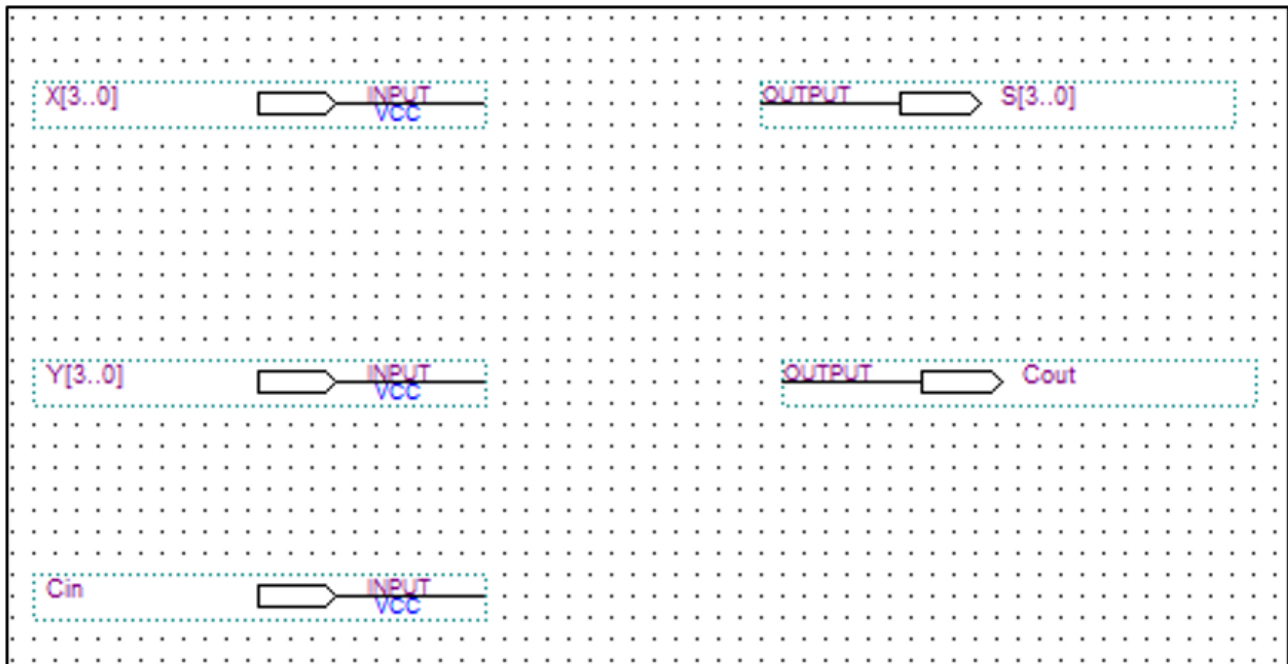 X[3..0] INPUT
VCC
OUTPUT S[3..0]
Y[3..0] INPUT
VCC
OUTPUT Cout
Cin INPUT
VCC